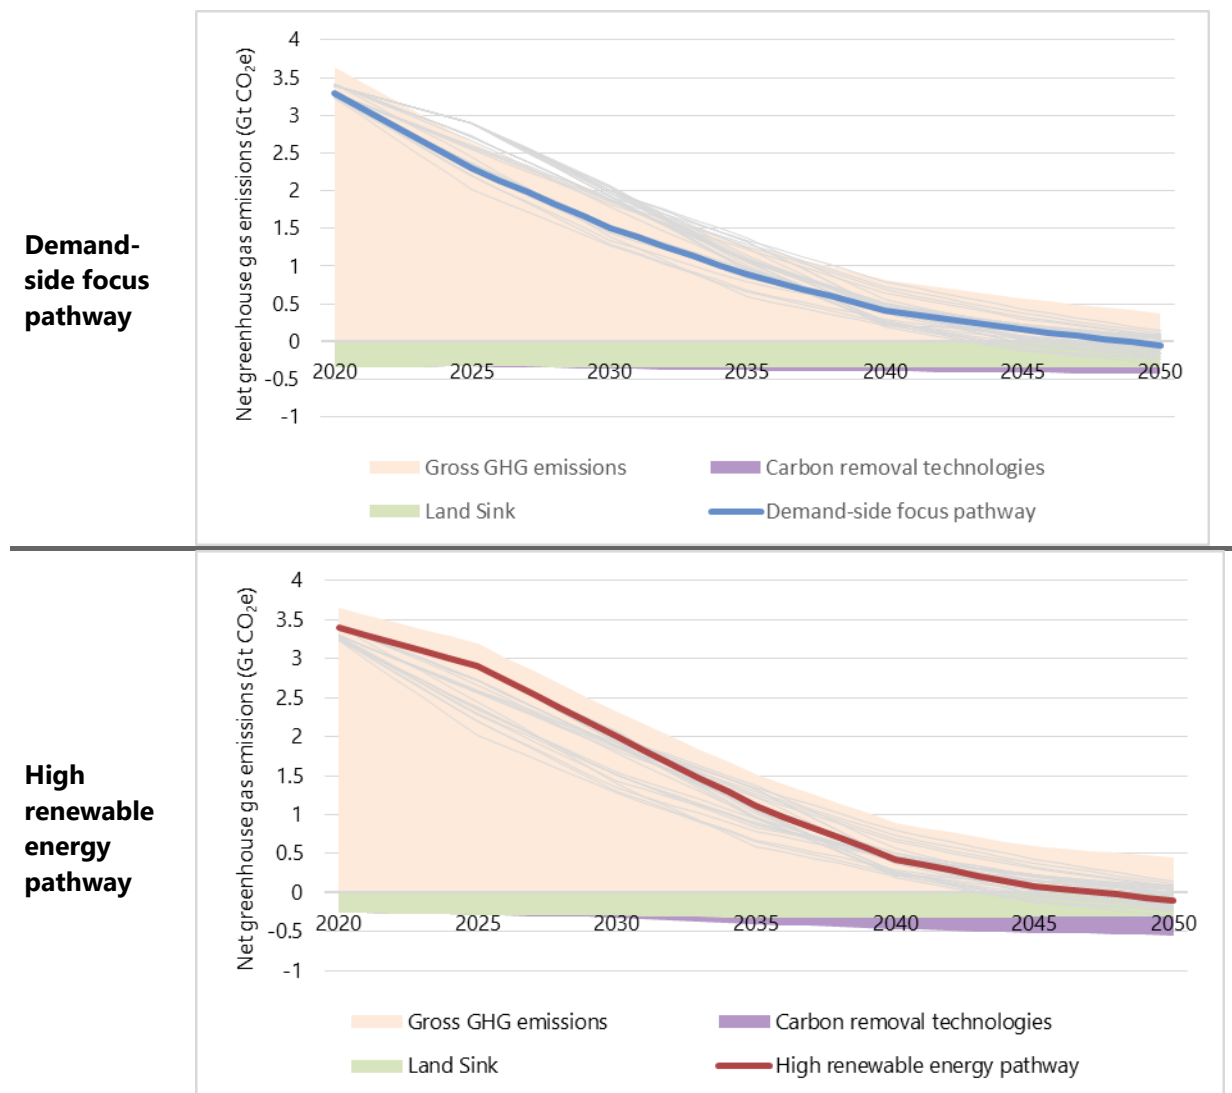 Demand-
side focus
pathway
Net greenhouse gas emissions (Gt CO₂e)
4
3.5
3
2.5
2
1.5
1
0.5
0
-0.5
-1
2020 2025 2030 2035 2040 2045 2050
Gross GHG emissions Carbon removal technologies
Land Sink Demand-side focus pathway
High
renewable
energy
pathway
Net greenhouse gas emissions (Gt CO₂e)
4
3.5
3
2.5
2
1.5
1
0.5
0
-0.5
-1
2020 2025 2030 2035 2040 2045 2050
Gross GHG emissions Carbon removal technologies
Land Sink High renewable energy pathway